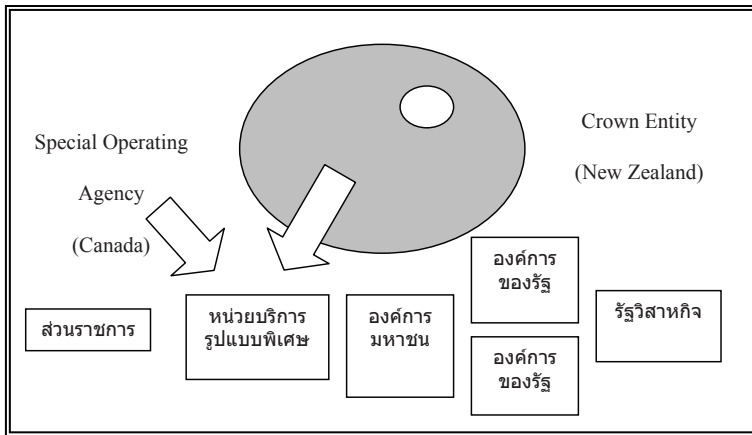 Special Operating
Agency
(Canada)
Crown Entity
(New Zealand)
ส่วนราชการ
หน่วยบริการ
รูปแบบพิเศษ
องค์การ
มหาชน
องค์การ
ของรัฐ
องค์การ
ของรัฐ
รัฐวิสาหกิจ